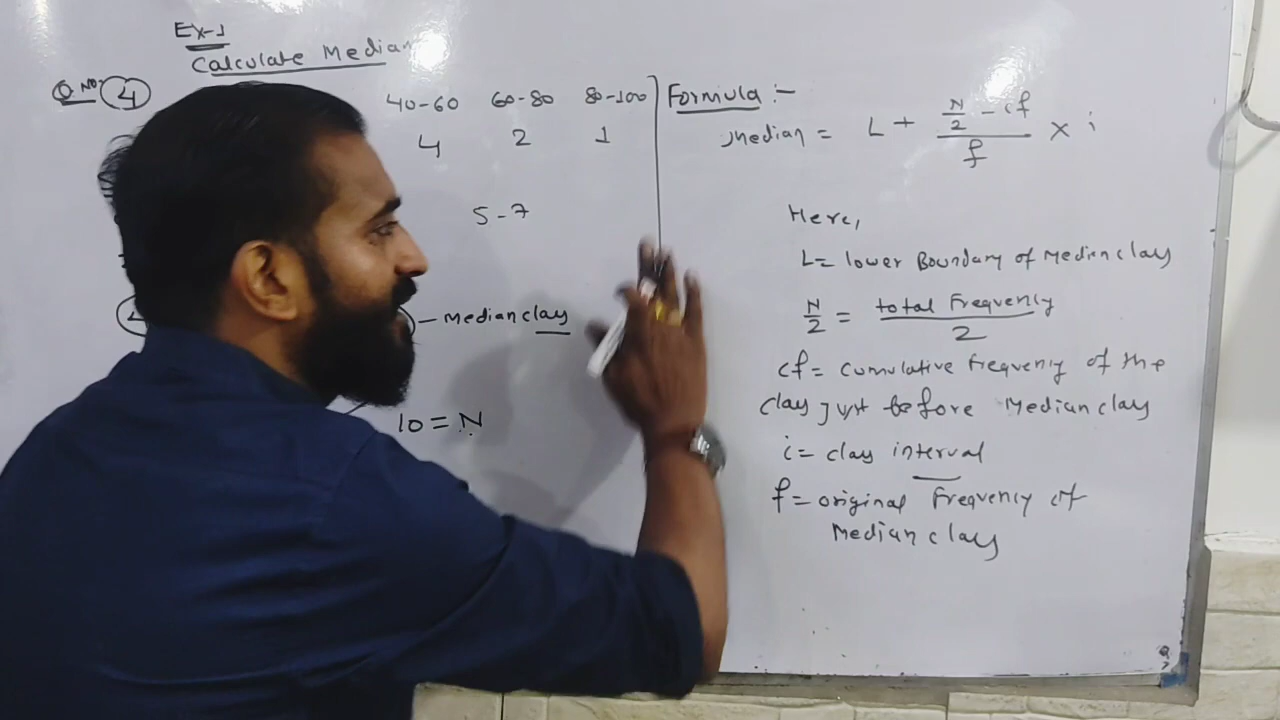 Ex-1
Calculate Median
Q NO: 4
40-60 60-80 80-100
4 2 1
5-7
- Median clay
10 = N
Formula :-
Median = L + (N/2 - cf)/f × i
Here,
L= lower Boundary of Median clay
N/2 = total Frequency/2
cf = cumulative frequency of the
clay just before Median clay
i= clay interval
f= original Frequency of
Median clay